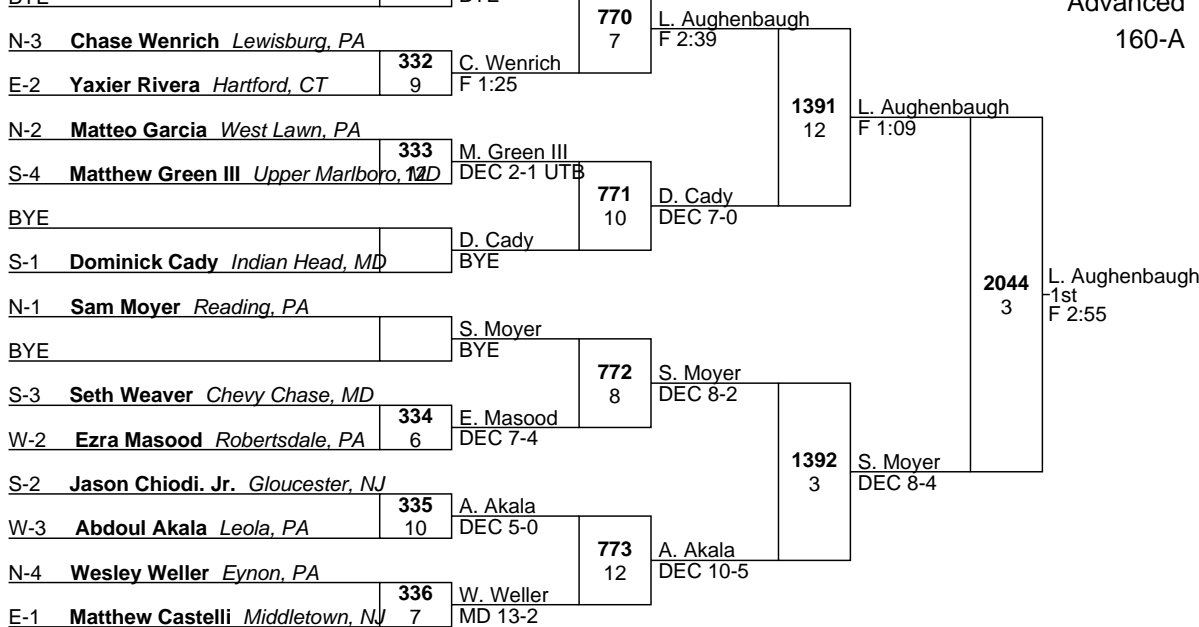 BYE
BYE
Advanced
160-A
770
7
L. Aughenbaugh
F 2:39
N-3 Chase Wenrich Lewisburg, PA
332
9
C. Wenrich
F 1:25
E-2 Yaxier Rivera Hartford, CT
1391
12
L. Aughenbaugh
F 1:09
N-2 Matteo Garcia West Lawn, PA
333
12
M. Green III
DEC 2-1 UTB
S-4 Matthew Green III Upper Marlboro, MD
771
10
D. Cady
DEC 7-0
BYE
D. Cady
BYE
S-1 Dominick Cady Indian Head, MD
2044
3
L. Aughenbaugh
1st
F 2:55
N-1 Sam Moyer Reading, PA
S. Moyer
BYE
BYE
772
8
S. Moyer
DEC 8-2
S-3 Seth Weaver Chevy Chase, MD
334
6
E. Masood
DEC 7-4
W-2 Ezra Masood Robertsdale, PA
1392
3
S. Moyer
DEC 8-4
S-2 Jason Chiodi. Jr. Gloucester, NJ
335
10
A. Akala
DEC 5-0
W-3 Abdoul Akala Leola, PA
773
12
A. Akala
DEC 10-5
N-4 Wesley Weller Eynon, PA
336
7
W. Weller
MD 13-2
E-1 Matthew Castelli Middletown, NJ